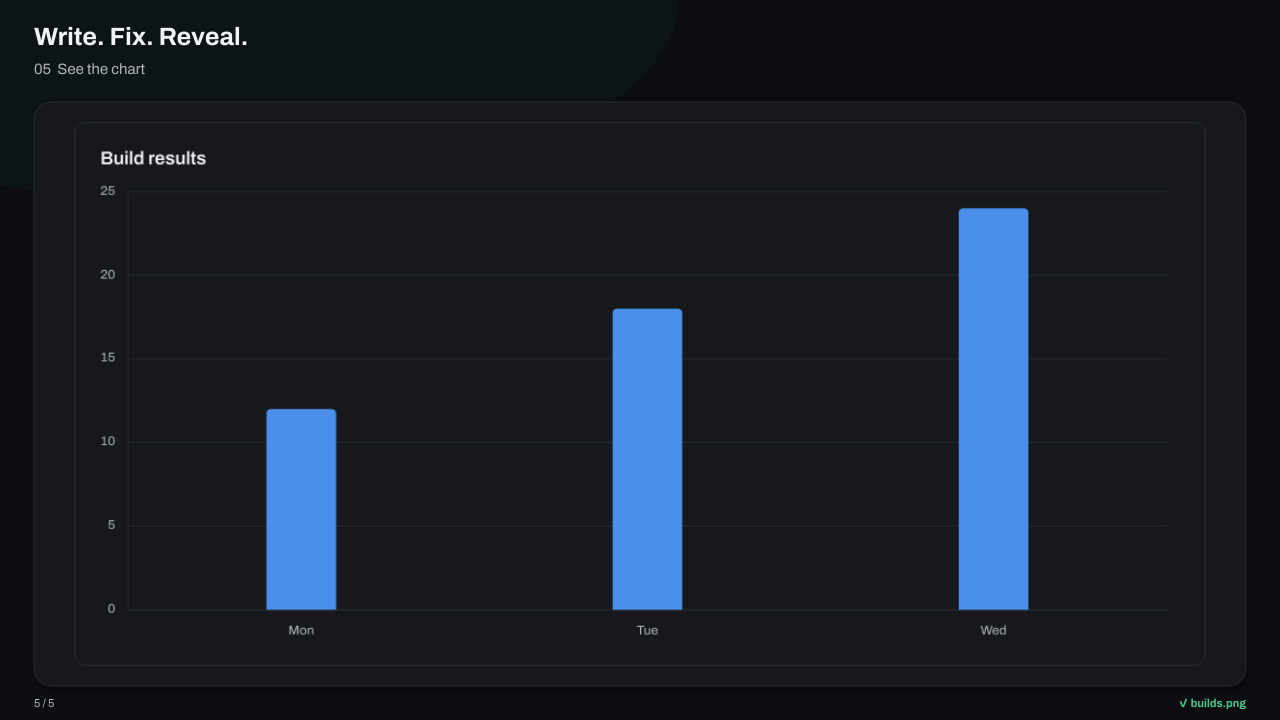 Write. Fix. Reveal.
05 See the chart
Build results
25
20
15
10
5
0
Mon
Tue
Wed
5 / 5
✓ builds.png